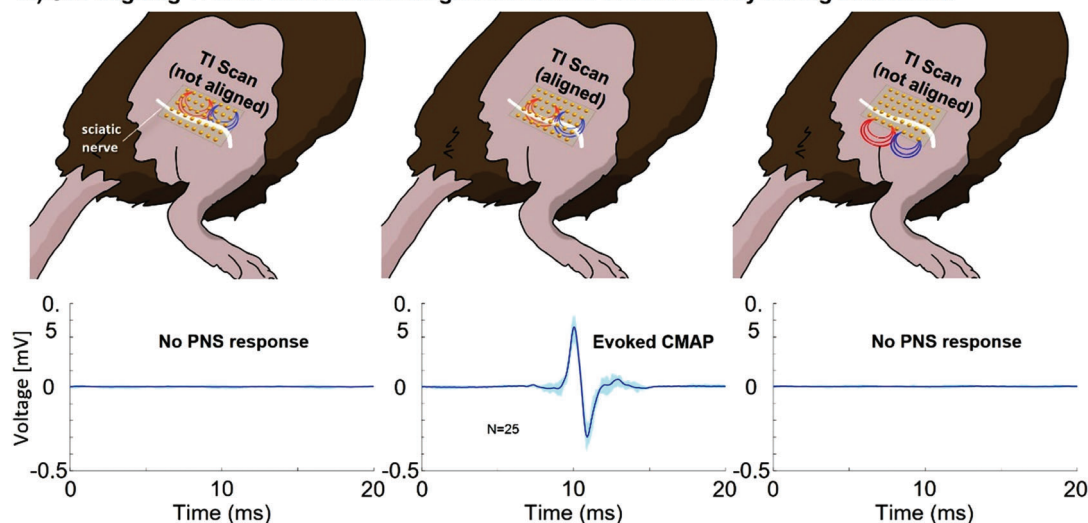 TI Scan
(not aligned)
sciatic
nerve
TI Scan
(aligned)
TI Scan
(not aligned)
Voltage [mV]
0.
5
0
-0.5
No PNS response
0
10
20
Time (ms)
0.
5
0
-0.5
Evoked CMAP
N=25
0
10
20
Time (ms)
0.
5
0
-0.5
No PNS response
0
10
20
Time (ms)